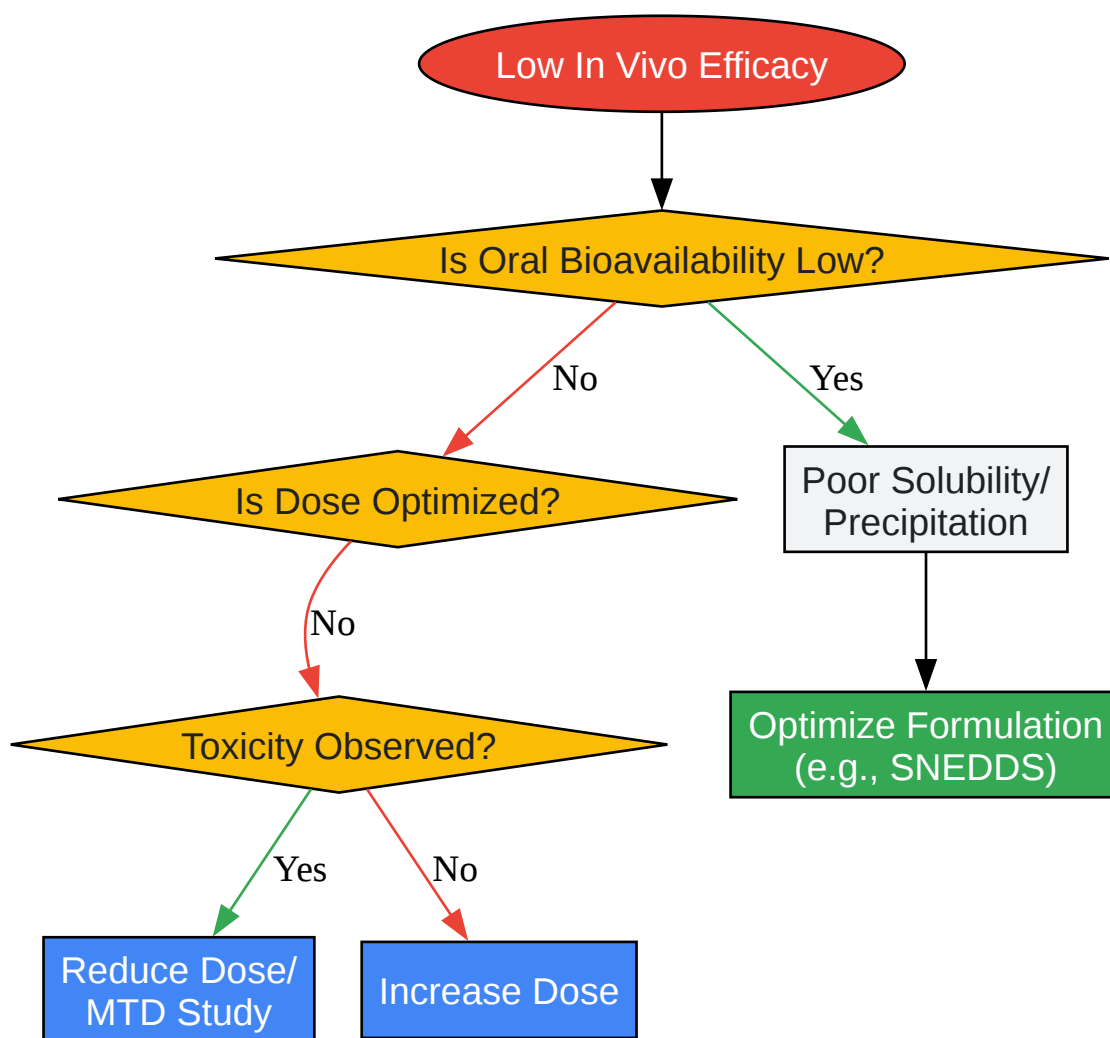 Low In Vivo Efficacy
Is Oral Bioavailability Low?
No
Yes
Is Dose Optimized?
Poor Solubility/
Precipitation
No
Toxicity Observed?
Optimize Formulation
(e.g., SNEDDS)
Yes
No
Reduce Dose/
MTD Study
Increase Dose